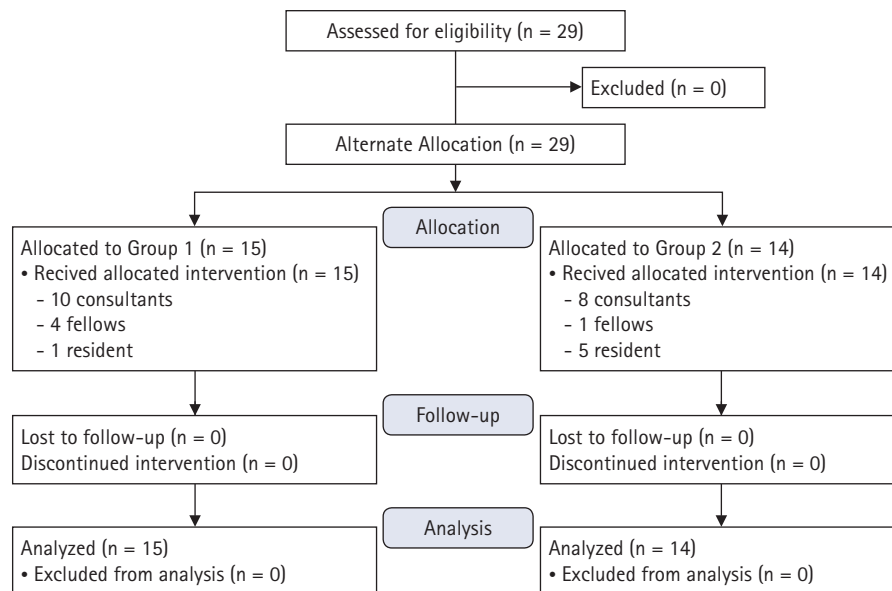 Assessed for eligibility (n = 29)
Excluded (n = 0)
Alternate Allocation (n = 29)
Allocation
Allocated to Group 1 (n = 15)
• Recived allocated intervention (n = 15)
- 10 consultants
- 4 fellows
- 1 resident
Allocated to Group 2 (n = 14)
• Recived allocated intervention (n = 14)
- 8 consultants
- 1 fellows
- 5 resident
Follow-up
Lost to follow-up (n = 0)
Discontinued intervention (n = 0)
Lost to follow-up (n = 0)
Discontinued intervention (n = 0)
Analysis
Analyzed (n = 15)
• Excluded from analysis (n = 0)
Analyzed (n = 14)
• Excluded from analysis (n = 0)